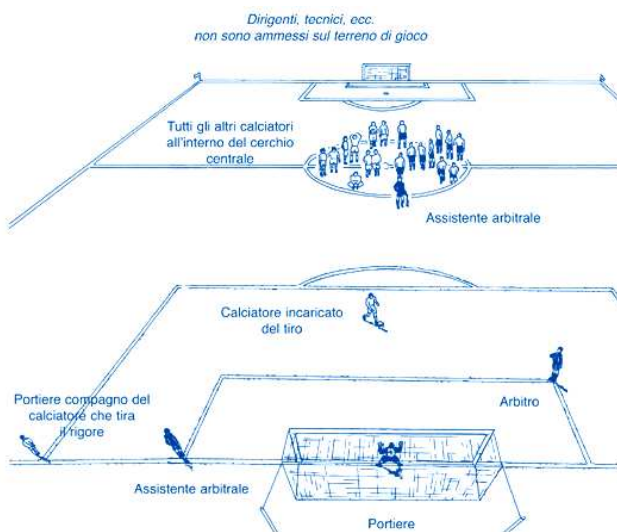 Dirigenti, tecnici, ecc.
non sono ammessi sul terreno di gioco
Tutti gli altri calciatori
all'interno del cerchio
centrale
Assistente arbitrale
Calciatore incaricato
del tiro
Portiere compagno del
calciatore che tira
il rigore
Arbitro
Assistente arbitrale
Portiere